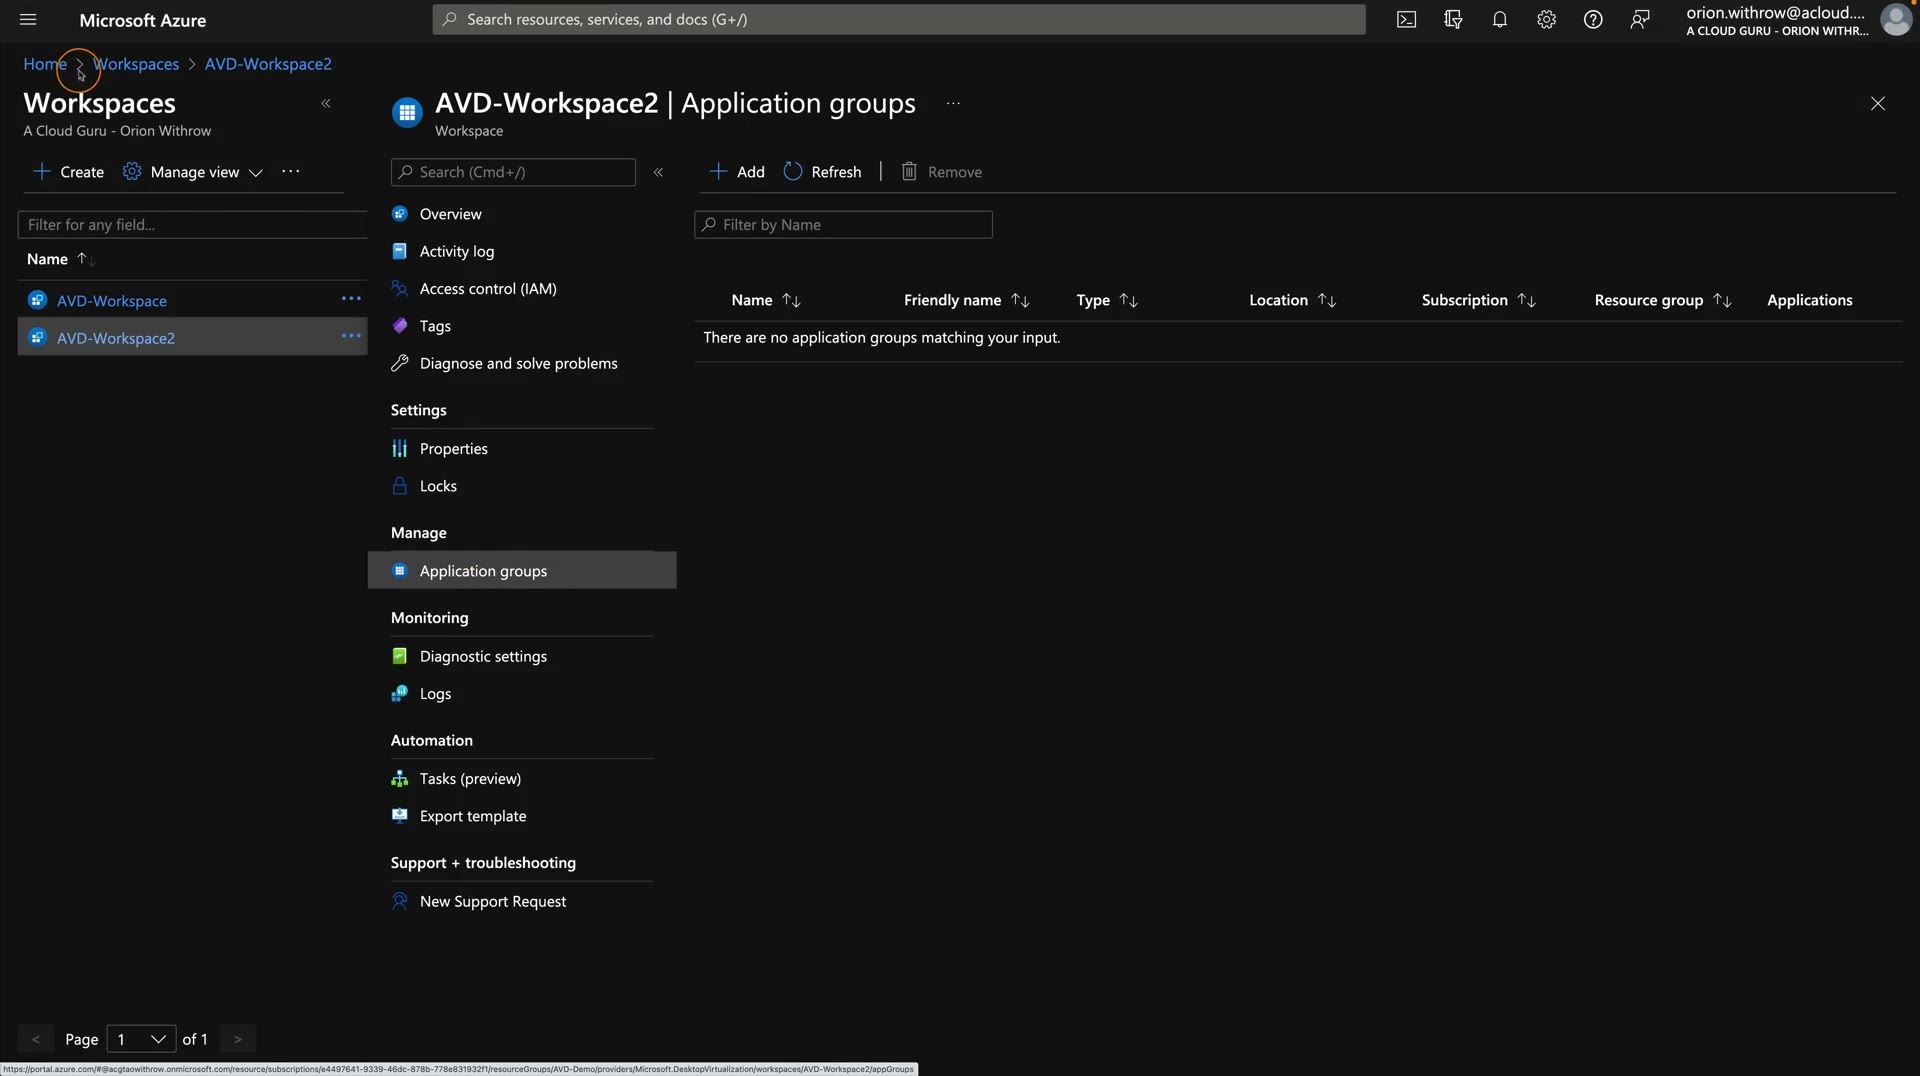 Microsoft Azure
Search resources, services, and docs (G+/)
orion.withrow@acloud....
A CLOUD GURU - ORION WITHR...
Home > Workspaces > AVD-Workspace2
Workspaces
A Cloud Guru - Orion Withrow
Create
Manage view
Filter for any field...
Name
AVD-Workspace
AVD-Workspace2
AVD-Workspace2 | Application groups
Workspace
Search (Cmd+/)
Overview
Activity log
Access control (IAM)
Tags
Diagnose and solve problems
Settings
Properties
Locks
Manage
Application groups
Monitoring
Diagnostic settings
Logs
Automation
Tasks (preview)
Export template
Support + troubleshooting
New Support Request
Add
Refresh
Remove
Filter by Name
Name Friendly name Type Location Subscription Resource group Applications
There are no application groups matching your input.
< Page 1 of 1 >
https://portal.azure.com/#@acgtaowithrow.onmicrosoft.com/resource/subscriptions/e4497641-9339-46dc-878b-778e831932f1/resourceGroups/AVD-Demo/providers/Microsoft.DesktopVirtualization/workspaces/AVD-Workspace2/appGroups